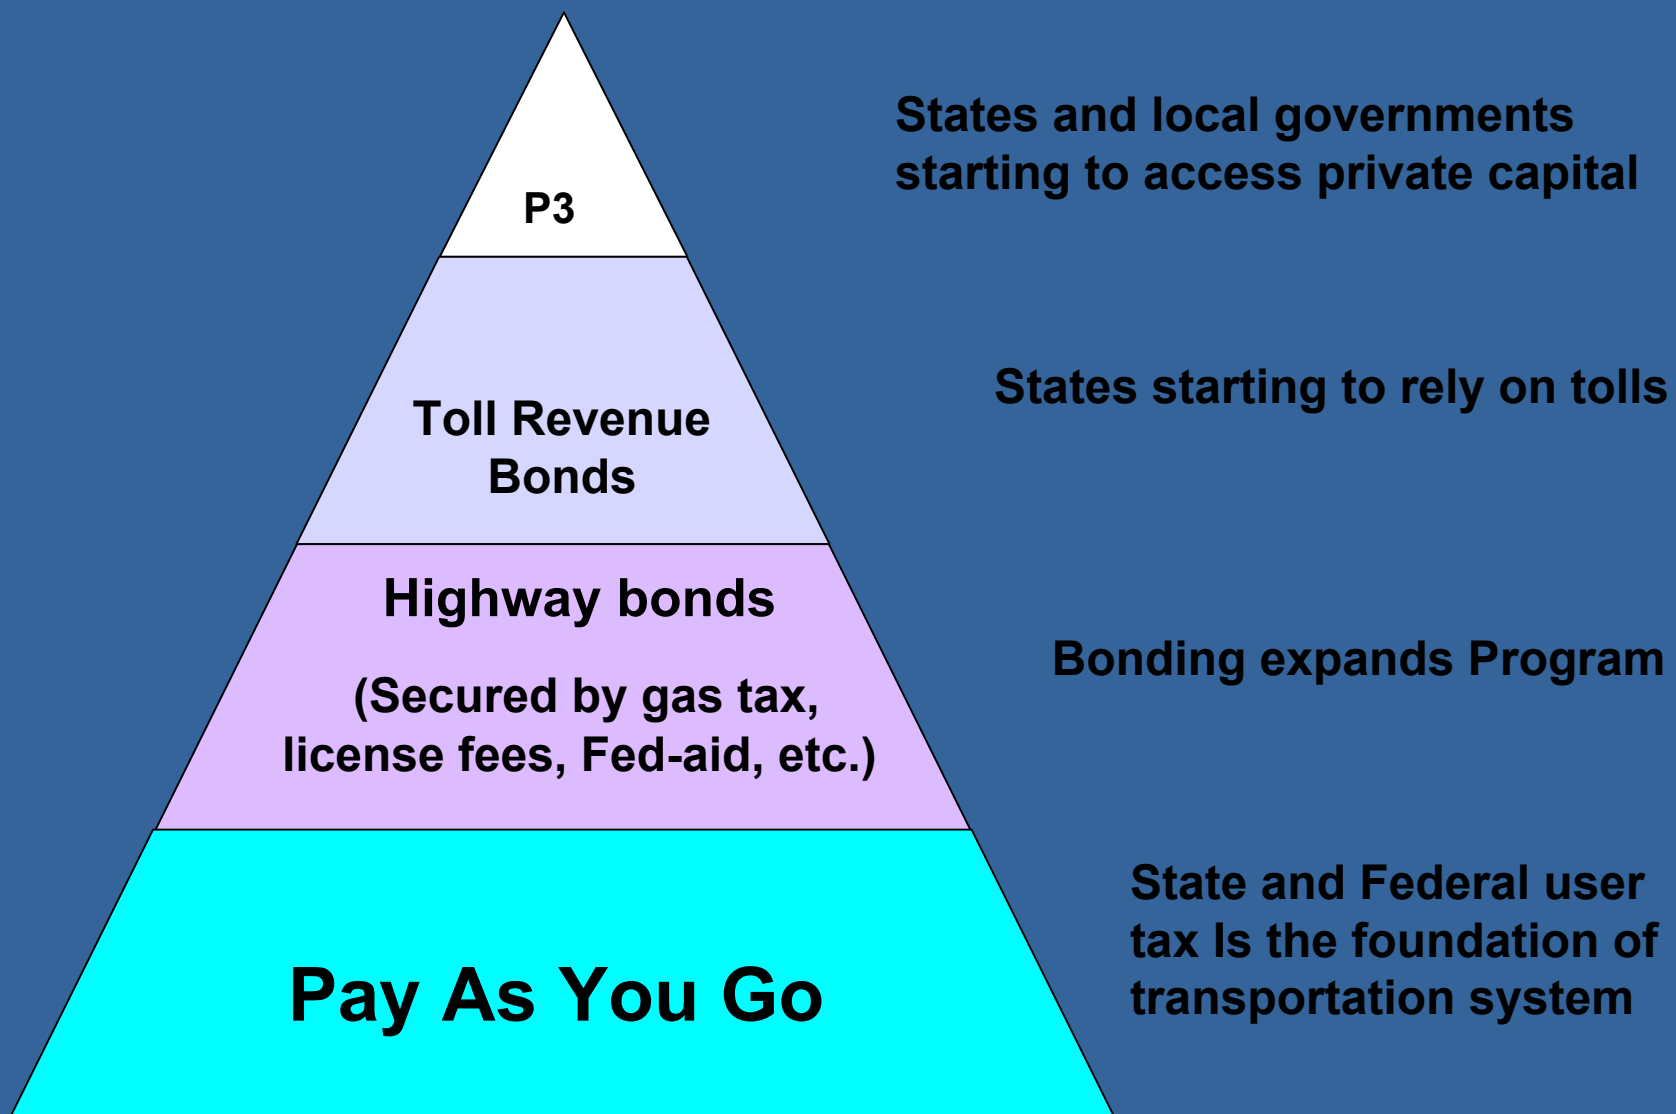 States and local governments
starting to access private capital
P3
States starting to rely on tolls
Toll Revenue
Bonds
Highway bonds
(Secured by gas tax,
license fees, Fed-aid, etc.)
Bonding expands Program
State and Federal user
tax Is the foundation of
transportation system
Pay As You Go